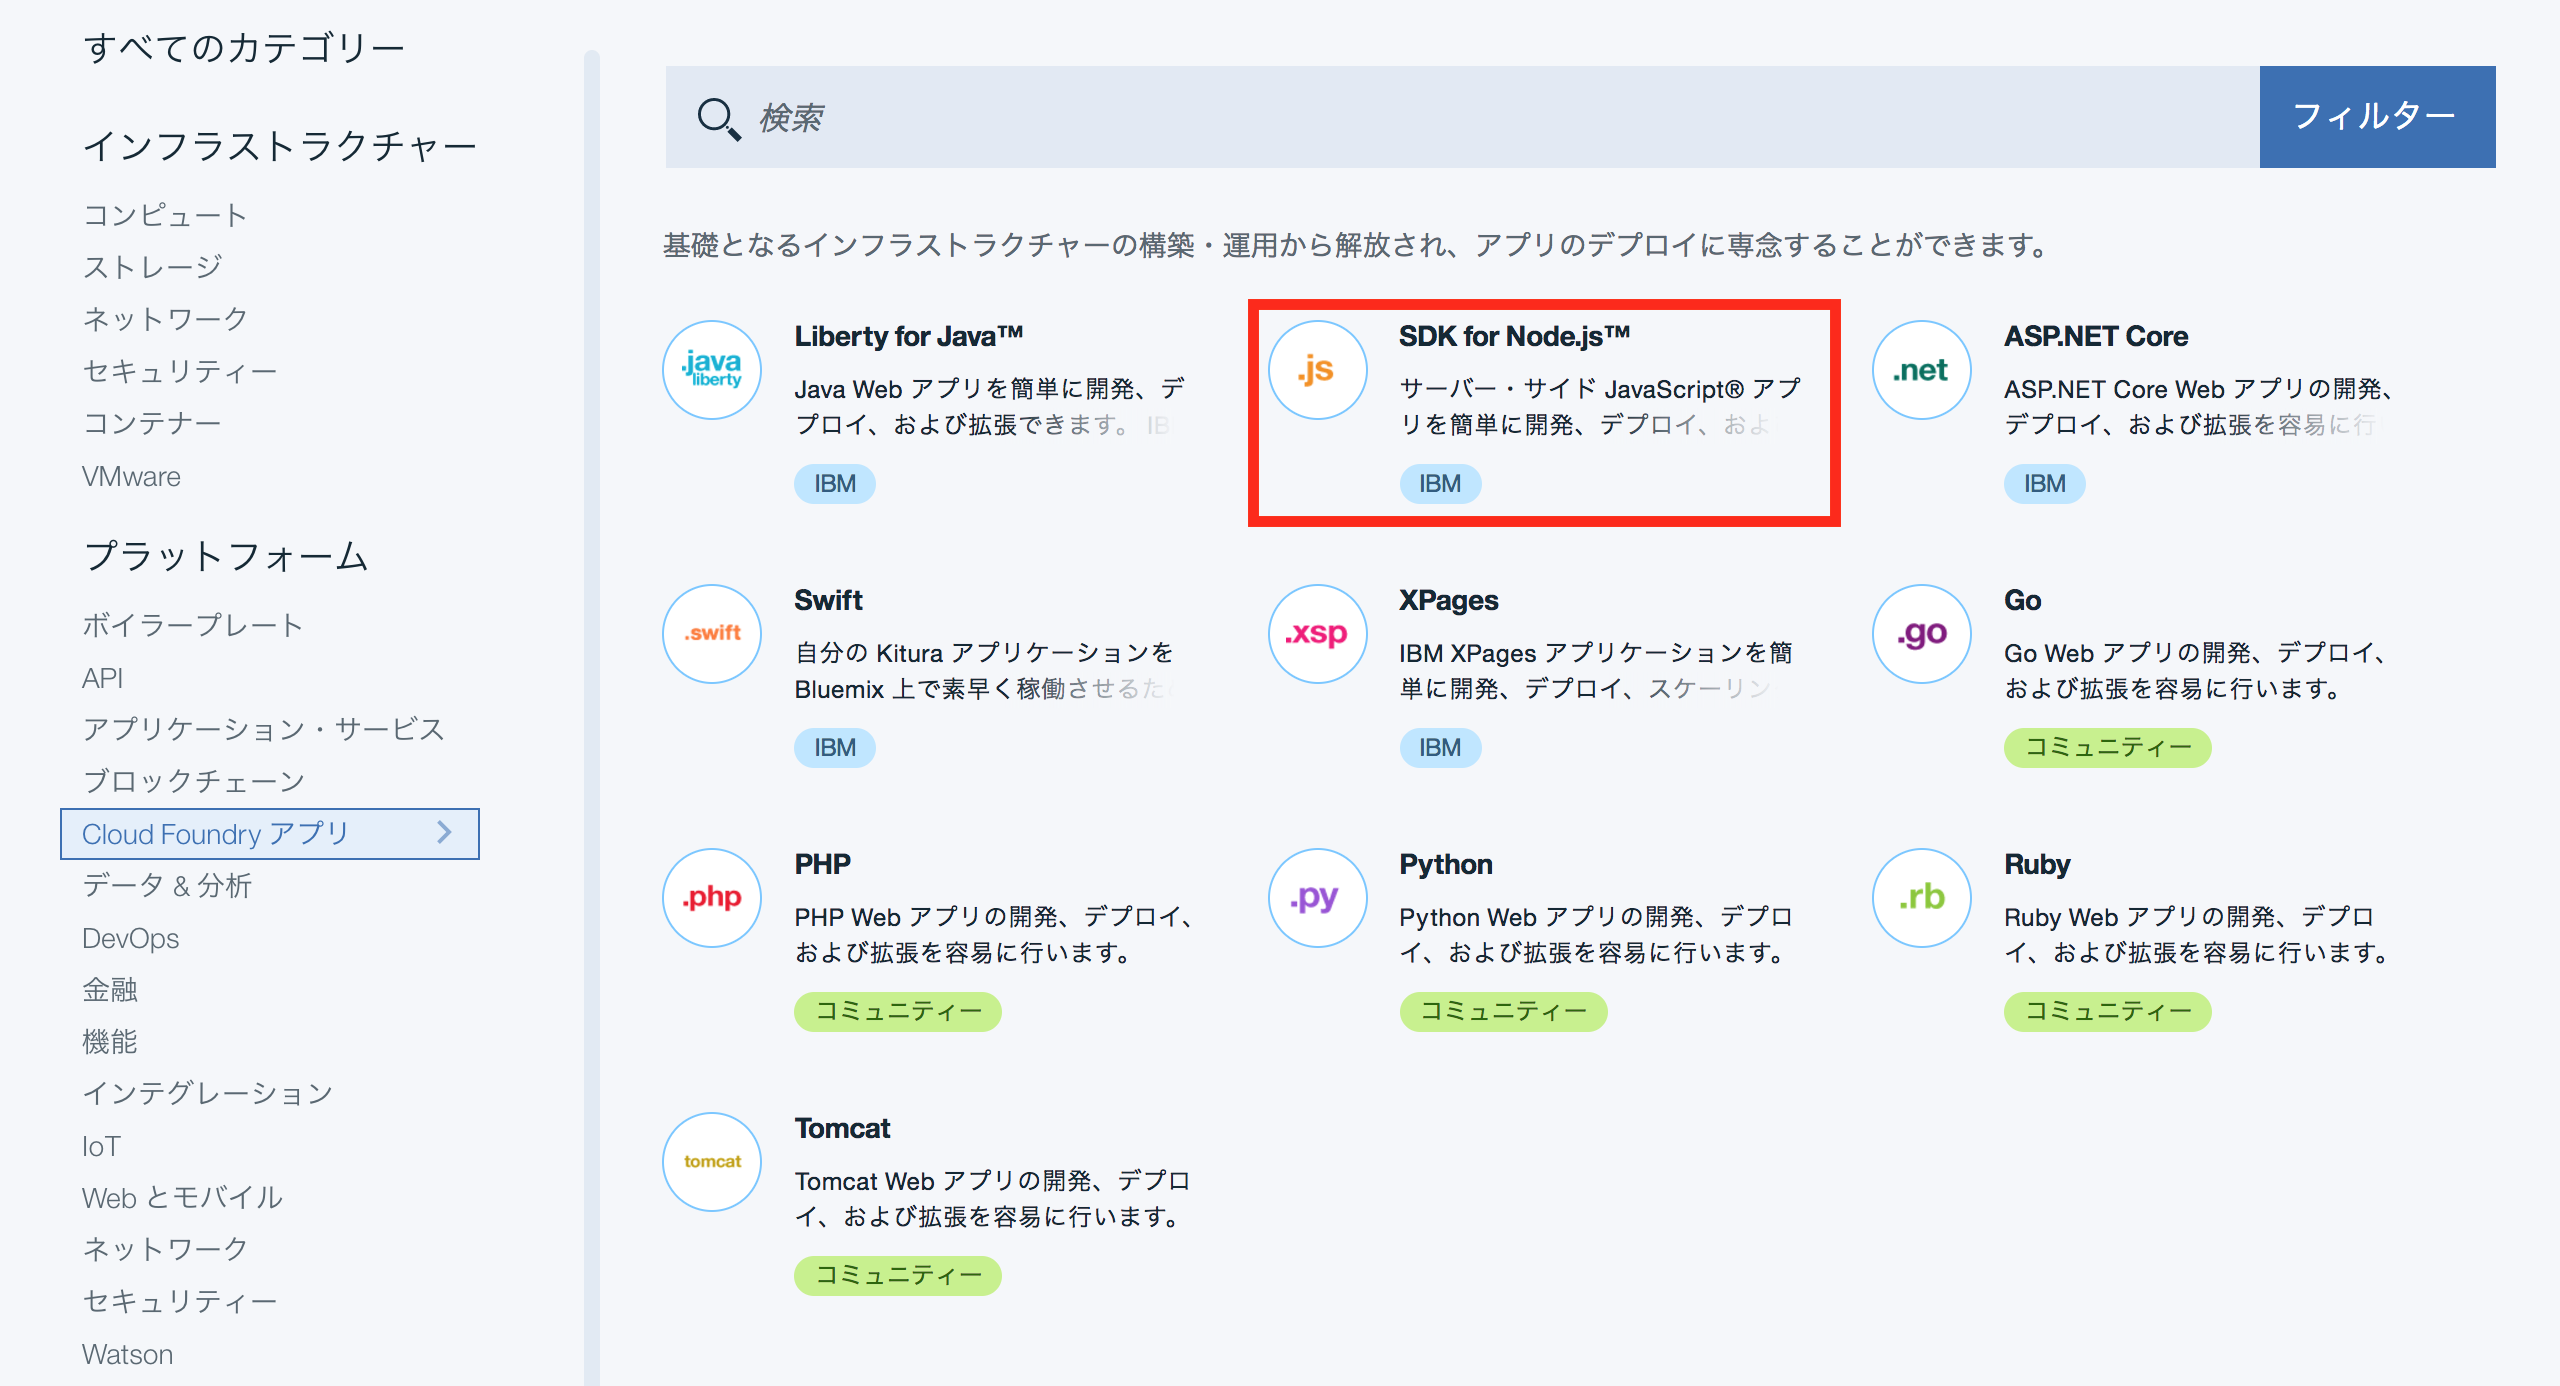 すべてのカテゴリー
インフラストラクチャー
コンピュート
ストレージ
ネットワーク
セキュリティー
コンテナー
VMware
プラットフォーム
ボイラープレート
API
アプリケーション・サービス
ブロックチェーン
Cloud Foundry アプリ
データ & 分析
DevOps
金融
機能
インテグレーション
IoT
Web とモバイル
ネットワーク
セキュリティー
Watson
検索
フィルター
基礎となるインフラストラクチャーの構築・運用から解放され、アプリのデプロイに専念することができます。
.java
liberty
Liberty for Java™
Java Web アプリを簡単に開発、デ
プロイ、および拡張できます。 IB
IBM
.js
SDK for Node.js™
サーバー・サイド JavaScript® アプ
リを簡単に開発、デプロイ、およ
IBM
.net
ASP.NET Core
ASP.NET Core Web アプリの開発、
デプロイ、および拡張を容易に行
IBM
.swift
Swift
自分の Kitura アプリケーションを
Bluemix 上で素早く稼働させるた
IBM
.xsp
XPages
IBM XPages アプリケーションを簡
単に開発、デプロイ、スケーリン
IBM
.go
Go
Go Web アプリの開発、デプロイ、
および拡張を容易に行います。
コミュニティー
.php
PHP
PHP Web アプリの開発、デプロイ、
および拡張を容易に行います。
コミュニティー
.py
Python
Python Web アプリの開発、デプロ
イ、および拡張を容易に行います。
コミュニティー
.rb
Ruby
Ruby Web アプリの開発、デプロ
イ、および拡張を容易に行います。
コミュニティー
tomcat
Tomcat
Tomcat Web アプリの開発、デプロ
イ、および拡張を容易に行います。
コミュニティー